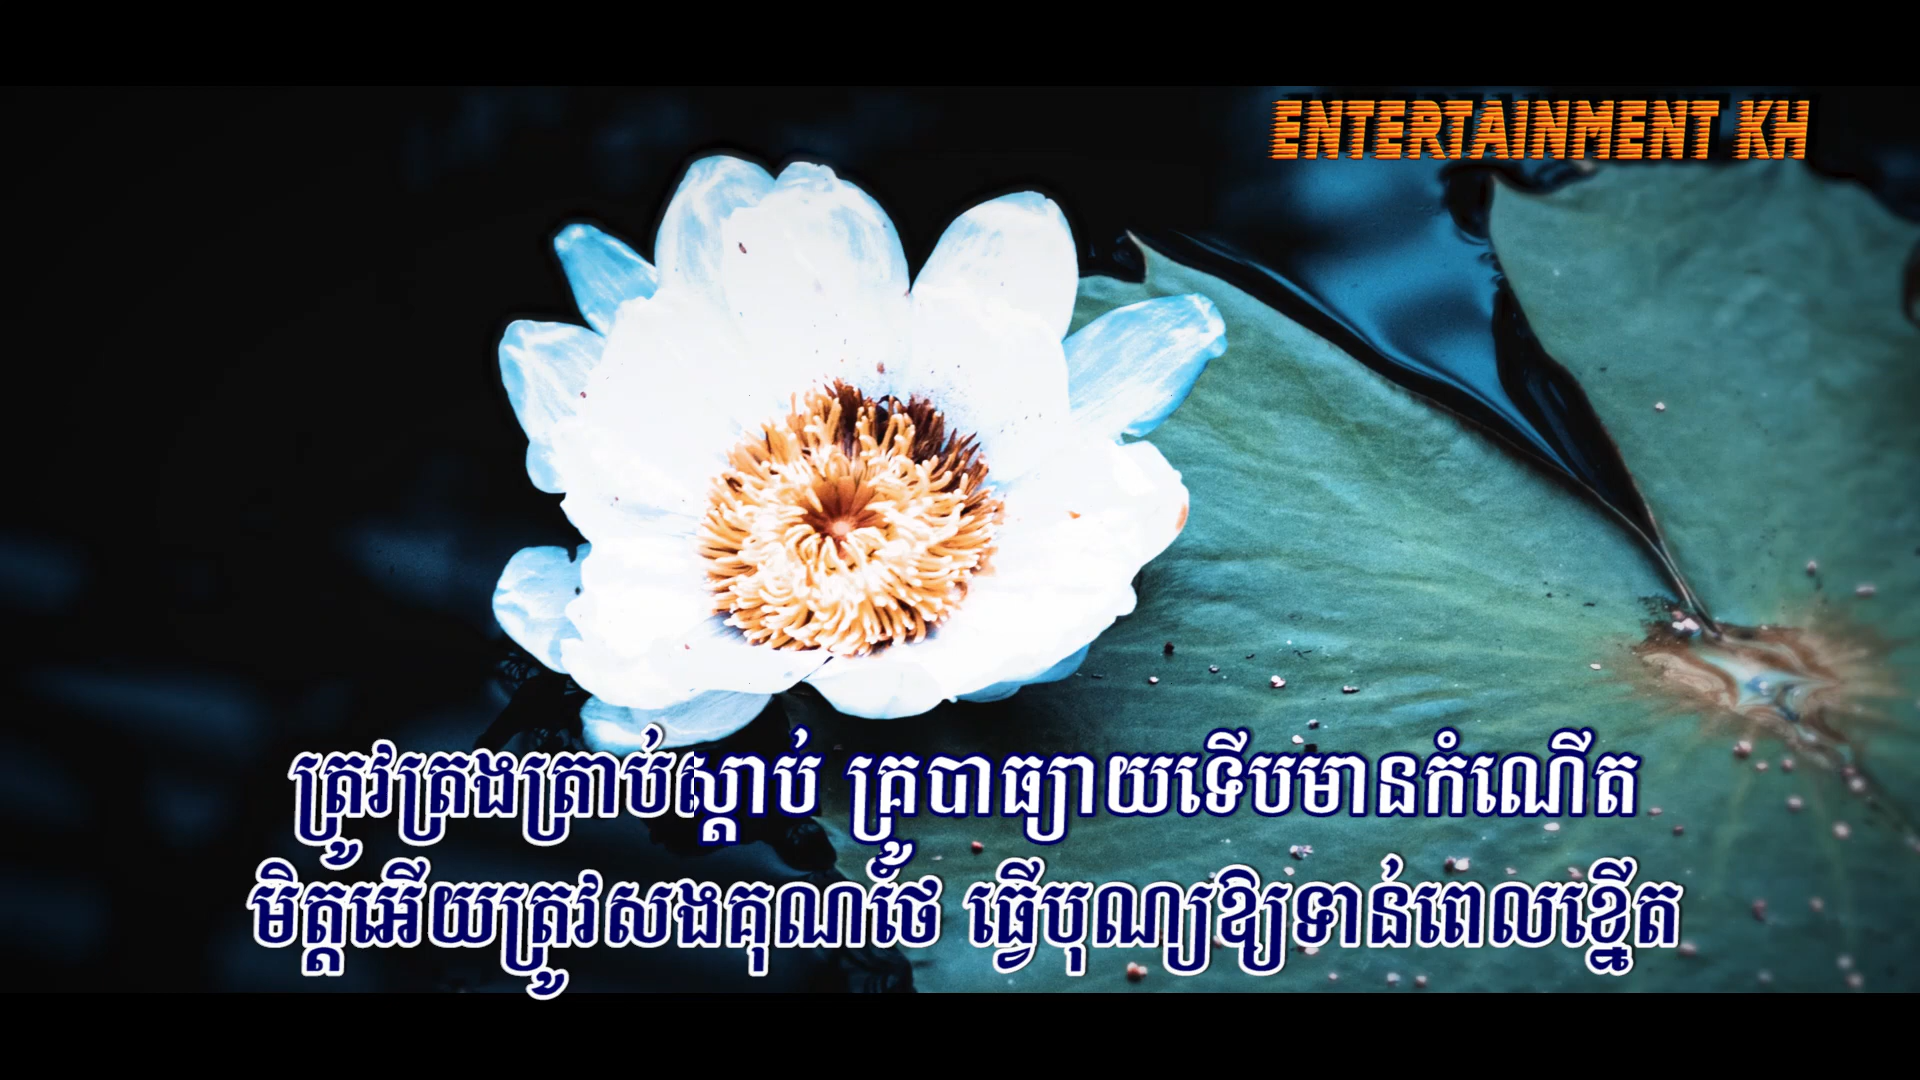 ENTERTAINMENT KH
ត្រូវត្រងត្រាប់ស្ដាប់ គ្រូបាធ្យាយទើបមានកំណើត
មិត្តអើយត្រូវសងគុណថែ ធ្វើបុណ្យឱ្យទាន់ពេលខ្នើត